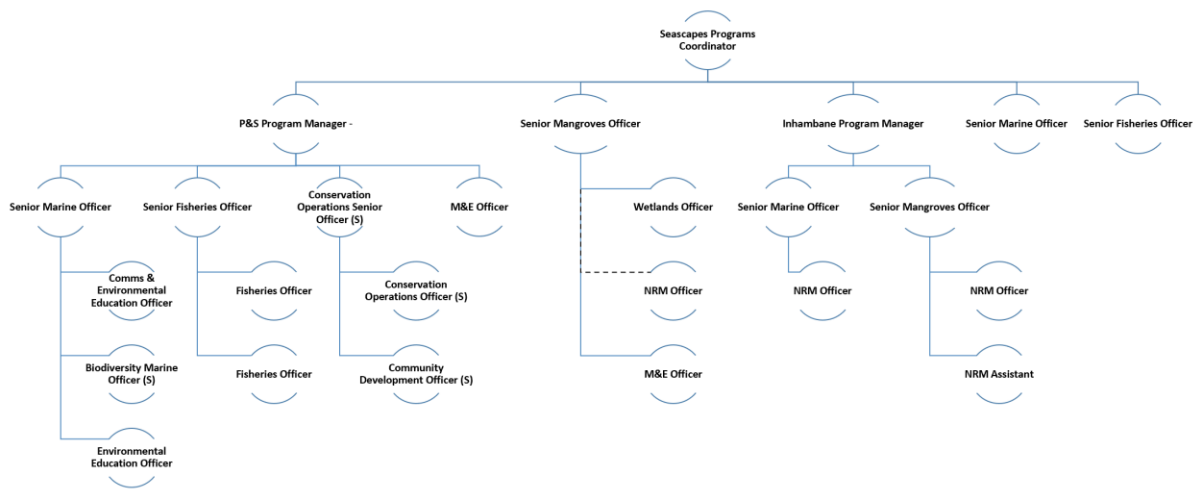 Seascapes Programs
Coordinator
P&S Program Manager -
Senior Mangroves Officer
Inhambane Program Manager
Senior Marine Officer
Senior Fisheries Officer
Senior Marine Officer
Senior Fisheries Officer
Conservation
Operations Senior
Officer (S)
M&E Officer
Wetlands Officer
Senior Marine Officer
Senior Mangroves Officer
Comms &
Environmental
Education Officer
Fisheries Officer
Conservation
Operations Officer (S)
NRM Officer
NRM Officer
NRM Officer
Biodiversity Marine
Officer (S)
Fisheries Officer
Community
Development Officer (S)
M&E Officer
NRM Assistant
Environmental
Education Officer